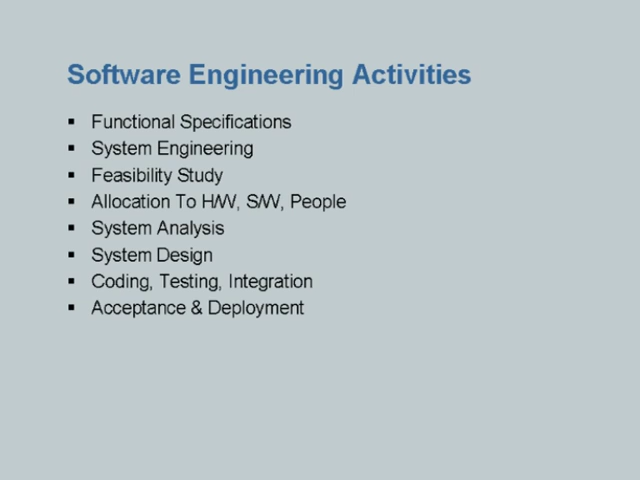 Software Engineering Activities
▪ Functional Specifications
▪ System Engineering
▪ Feasibility Study
▪ Allocation To H/W, S/W, People
▪ System Analysis
▪ System Design
▪ Coding, Testing, Integration
▪ Acceptance & Deployment